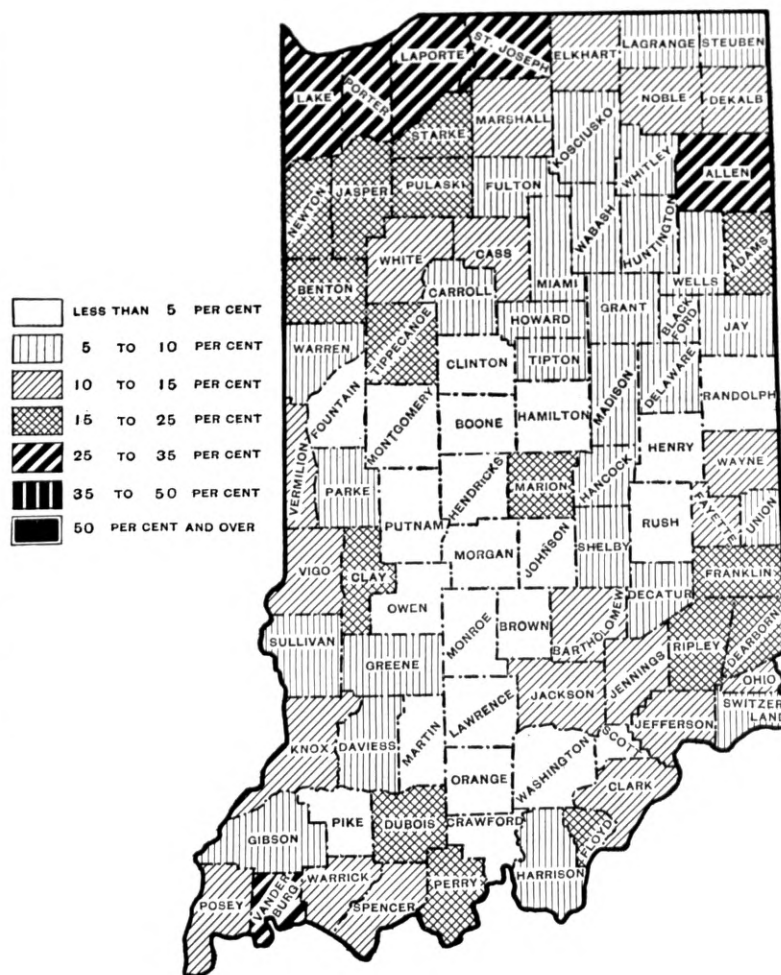 LAGRANGE
STEUBEN
ST. JOSEPH
ELKHART
LAPORTE
PORTER
LAKE
NOBLE
DEKALB
MARSHALL
STARKE
KOSCIUSKO
WHITLEY
ALLEN
NEWTON
JASPER
PULASKI
FULTON
WABASH
HUNTINGTON
WHITE
CASS
MIAMI
WELLS
ADAMS
BENTON
CARROLL
GRANT
BLACK
FORD
JAY
HOWARD
WARREN
TIPPECANOE
CLINTON
TIPTON
MADISON
DELAWARE
RANDOLPH
FOUNTAIN
MONTGOMERY
BOONE
HAMILTON
HENRY
WAYNE
VERMILION
PARKE
HENDRICKS
MARION
HANCOCK
FAYETTE
UNION
PUTNAM
RUSH
MORGAN
JOHNSON
SHELBY
VIGO
CLAY
FRANKLIN
OWEN
DECATUR
MONROE
BROWN
BARTHOLOMEW
RIPLEY
DEARBORN
SULLIVAN
GREENE
JENNINGS
OHIO
SWITZER
LAND
JACKSON
JEFFERSON
LAWRENCE
KNOX
DAVIESS
MARTIN
WASHINGTON
SCOTT
ORANGE
CLARK
PIKE
DUBOIS
CRAWFORD
FLOYD
GIBSON
HARRISON
POSEY
VANDER
BURG
WARRICK
SPENCER
PERRY
LESS THAN 5 PER CENT
5 TO 10 PER CENT
10 TO 15 PER CENT
15 TO 25 PER CENT
25 TO 35 PER CENT
35 TO 50 PER CENT
50 PER CENT AND OVER